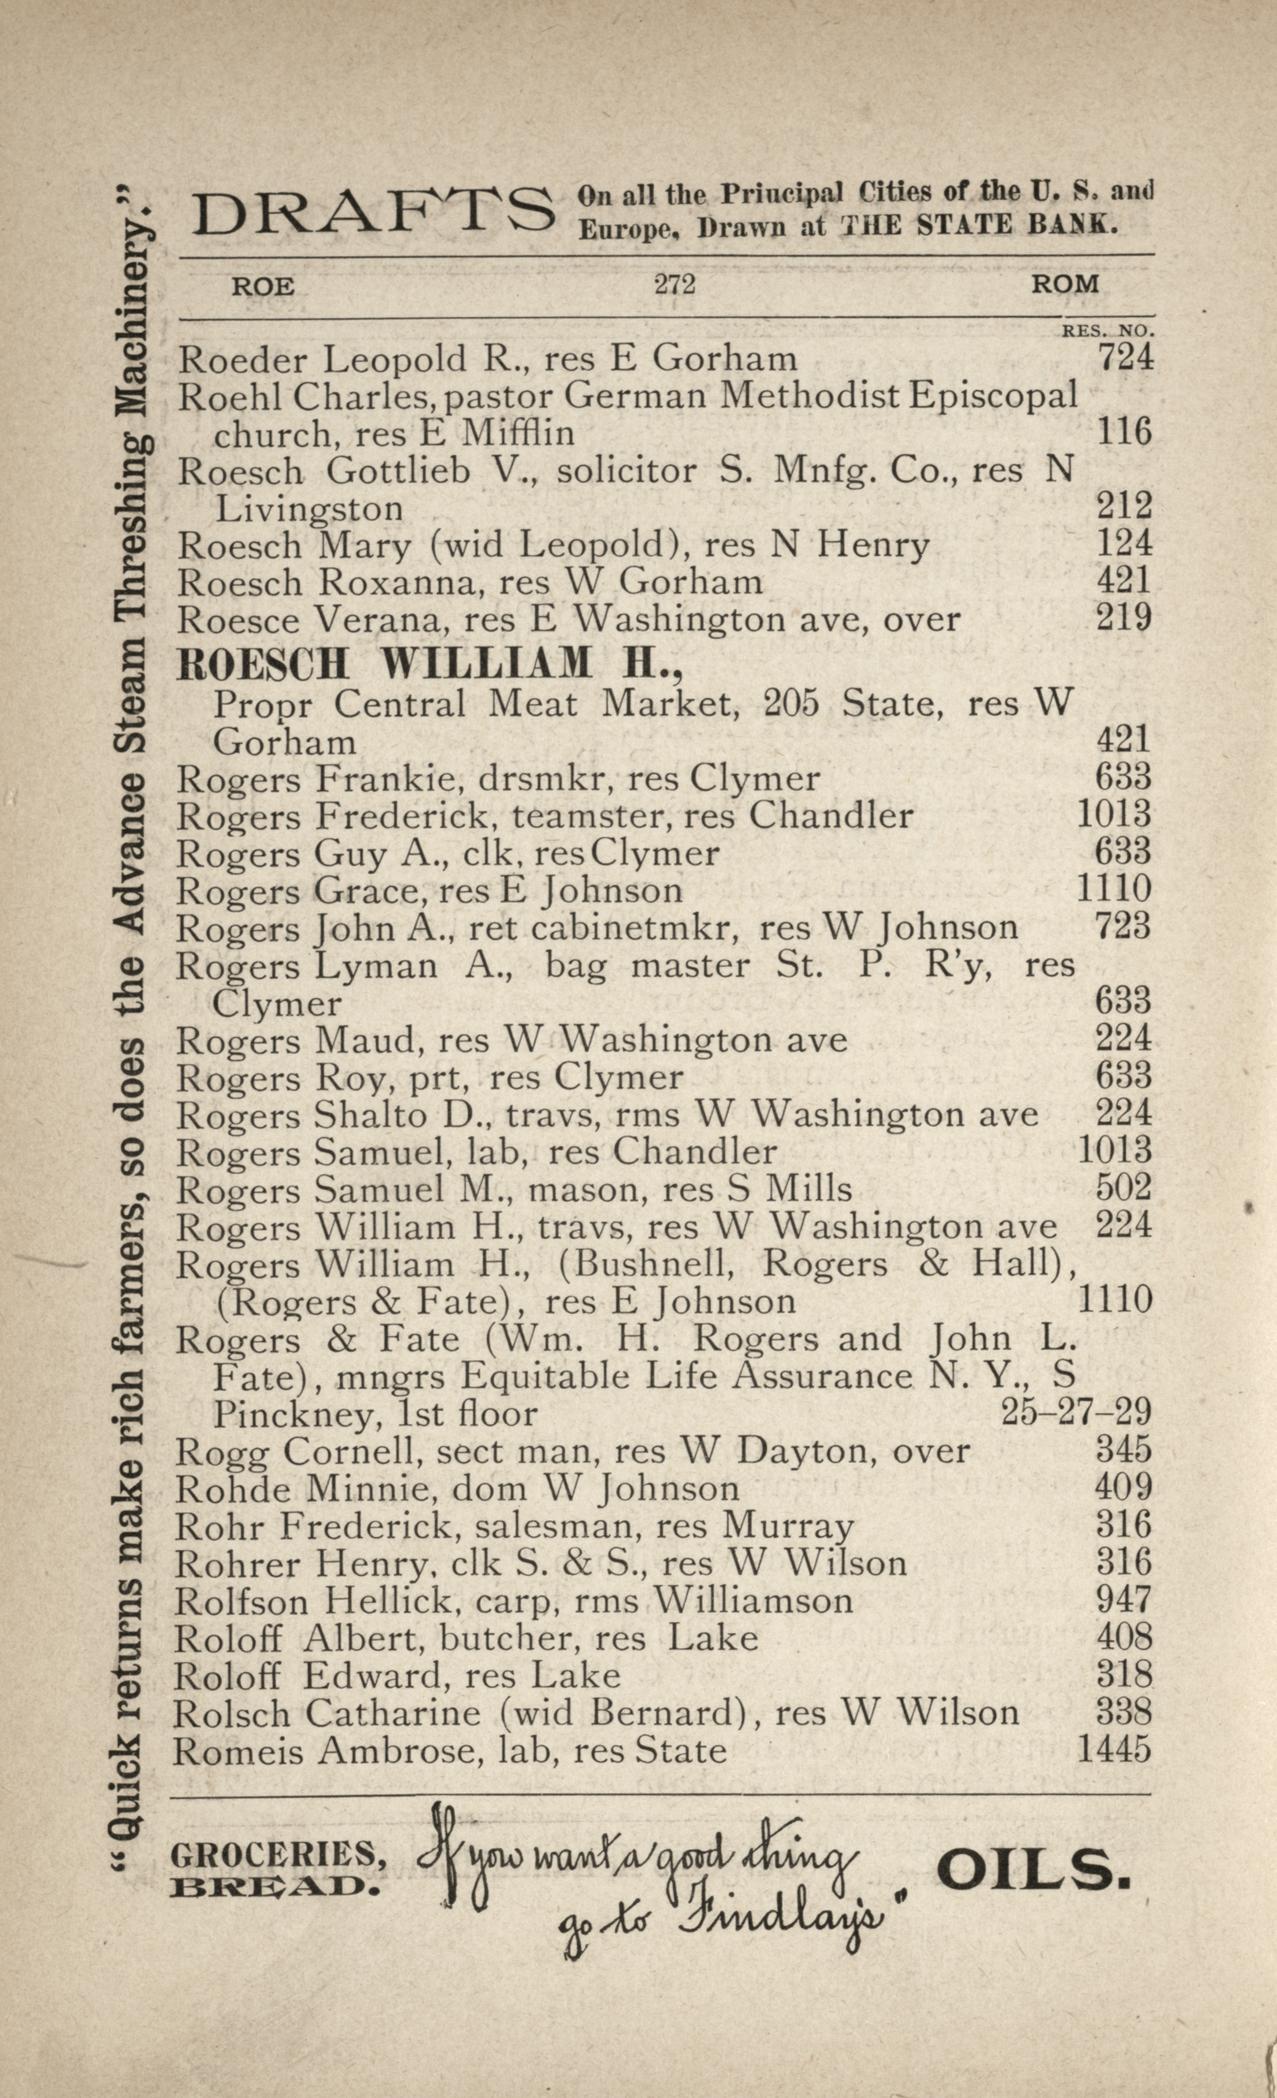 DRAFTS On all the Principal Cities of the U. S. and
Europe, Drawn at THE STATE BANK.
ROE 272 ROM
RES. NO.
Roeder Leopold R., res E Gorham 724
Roehl Charles, pastor German Methodist Episcopal
church, res E Mifflin 116
Roesch Gottlieb V., solicitor S. Mnfg. Co., res N
Livingston 212
Roesch Mary (wid Leopold), res N Henry 124
Roesch Roxanna, res W Gorham 421
Roesce Verana, res E Washington ave, over 219
ROESCH WILLIAM H.,
Propr Central Meat Market, 205 State, res W
Gorham 421
Rogers Frankie, drsmkr, res Clymer 633
Rogers Frederick, teamster, res Chandler 1013
Rogers Guy A., clk, res Clymer 633
Rogers Grace, res E Johnson 1110
Rogers John A., ret cabinetmkr, res W Johnson 723
Rogers Lyman A., bag master St. P. R'y, res
Clymer 633
Rogers Maud, res W Washington ave 224
Rogers Roy, prt, res Clymer 633
Rogers Shalto D., travs, rms W Washington ave 224
Rogers Samuel, lab, res Chandler 1013
Rogers Samuel M., mason, res S Mills 502
Rogers William H., travs, res W Washington ave 224
Rogers William H., (Bushnell, Rogers & Hall),
(Rogers & Fate), res E Johnson 1110
Rogers & Fate (Wm. H. Rogers and John L.
Fate), mngrs Equitable Life Assurance N. Y., S
Pinckney, 1st floor 25–27–29
Rogg Cornell, sect man, res W Dayton, over 345
Rohde Minnie, dom W Johnson 409
Rohr Frederick, salesman, res Murray 316
Rohrer Henry, clk S. & S., res W Wilson 316
Rolfson Hellick, carp, rms Williamson 947
Roloff Albert, butcher, res Lake 408
Roloff Edward, res Lake 318
Rolsch Catharine (wid Bernard), res W Wilson 338
Romeis Ambrose, lab, res State 1445
GROCERIES,
BREAD.
If you want a good thing
go to Findlay's"
OILS.
"Quick returns make rich farmers, so does the Advance Steam Threshing Machinery."